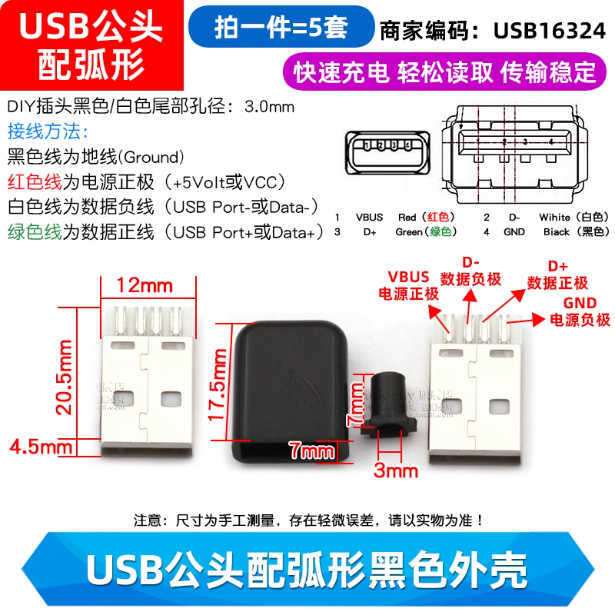 USB公头
配弧形
拍一件=5套
商家编码：USB16324
快速充电 轻松读取 传输稳定
DIY插头黑色/白色尾部孔径：3.0mm
接线方法：
黑色线为地线(Ground)
红色线为电源正极（+5Volt或VCC）
白色线为数据负线（USB Port-或Data-）
绿色线为数据正线（USB Port+或Data+）
1 2 3 4
1 2 3 4
1 VBUS Red（红色） 2 D- Wihite（白色）
3 D+ Green(绿色) 4 GND Biack（黑色）
12mm
20.5mm
4.5mm
17.5mm
7mm
7mm
3mm
VBUS
电源正极
D-
数据负极
D+
数据正极
GND
电源负极
注意：尺寸为手工测量，存在轻微误差，请以实物为准！
USB公头配弧形黑色外壳